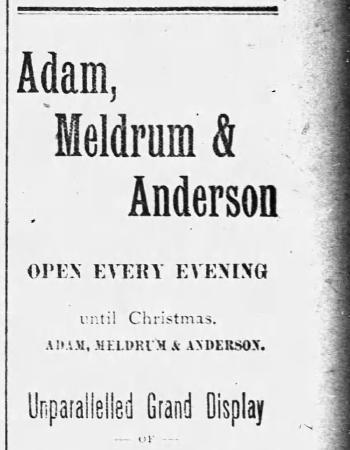 Adam,
Meldrum &
Anderson
OPEN EVERY EVENING
until Christmas.
ADAM, MELDRUM & ANDERSON.
Unparallelled Grand Display
— OF —